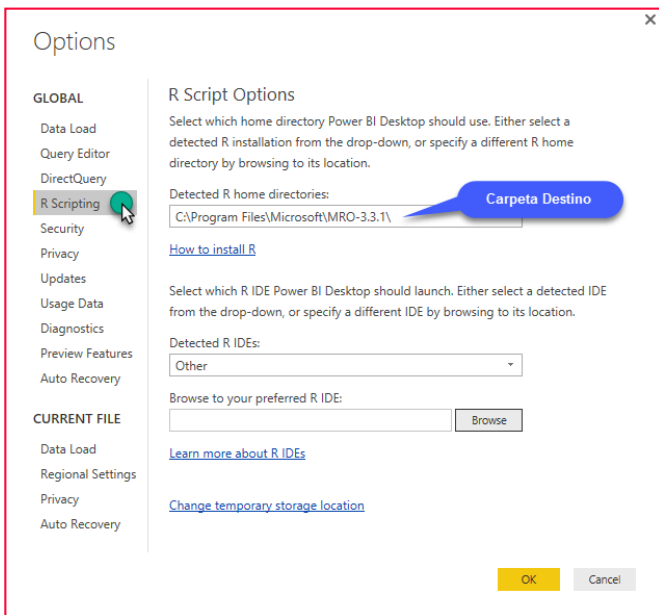 Options
GLOBAL
Data Load
Query Editor
DirectQuery
R Scripting
Security
Privacy
Updates
Usage Data
Diagnostics
Preview Features
Auto Recovery
CURRENT FILE
Data Load
Regional Settings
Privacy
Auto Recovery
R Script Options
Select which home directory Power BI Desktop should use. Either select a
detected R installation from the drop-down, or specify a different R home
directory by browsing to its location.
Detected R home directories:
Carpeta Destino
C:\Program Files\Microsoft\MRO-3.3.1\
How to install R
Select which R IDE Power BI Desktop should launch. Either select a detected IDE
from the drop-down, or specify a different IDE by browsing to its location.
Detected R IDEs:
Other
Browse to your preferred R IDE:
Browse
Learn more about R IDEs
Change temporary storage location
OK
Cancel